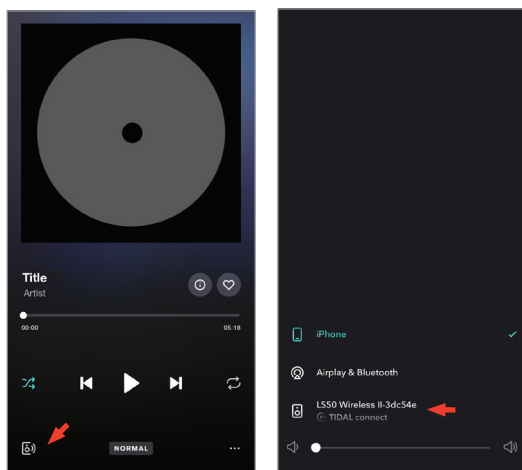 Title
Artist
00:00
05:18
NORMAL
iPhone
Airplay & Bluetooth
LS50 Wireless II-3dc54e
TIDAL connect